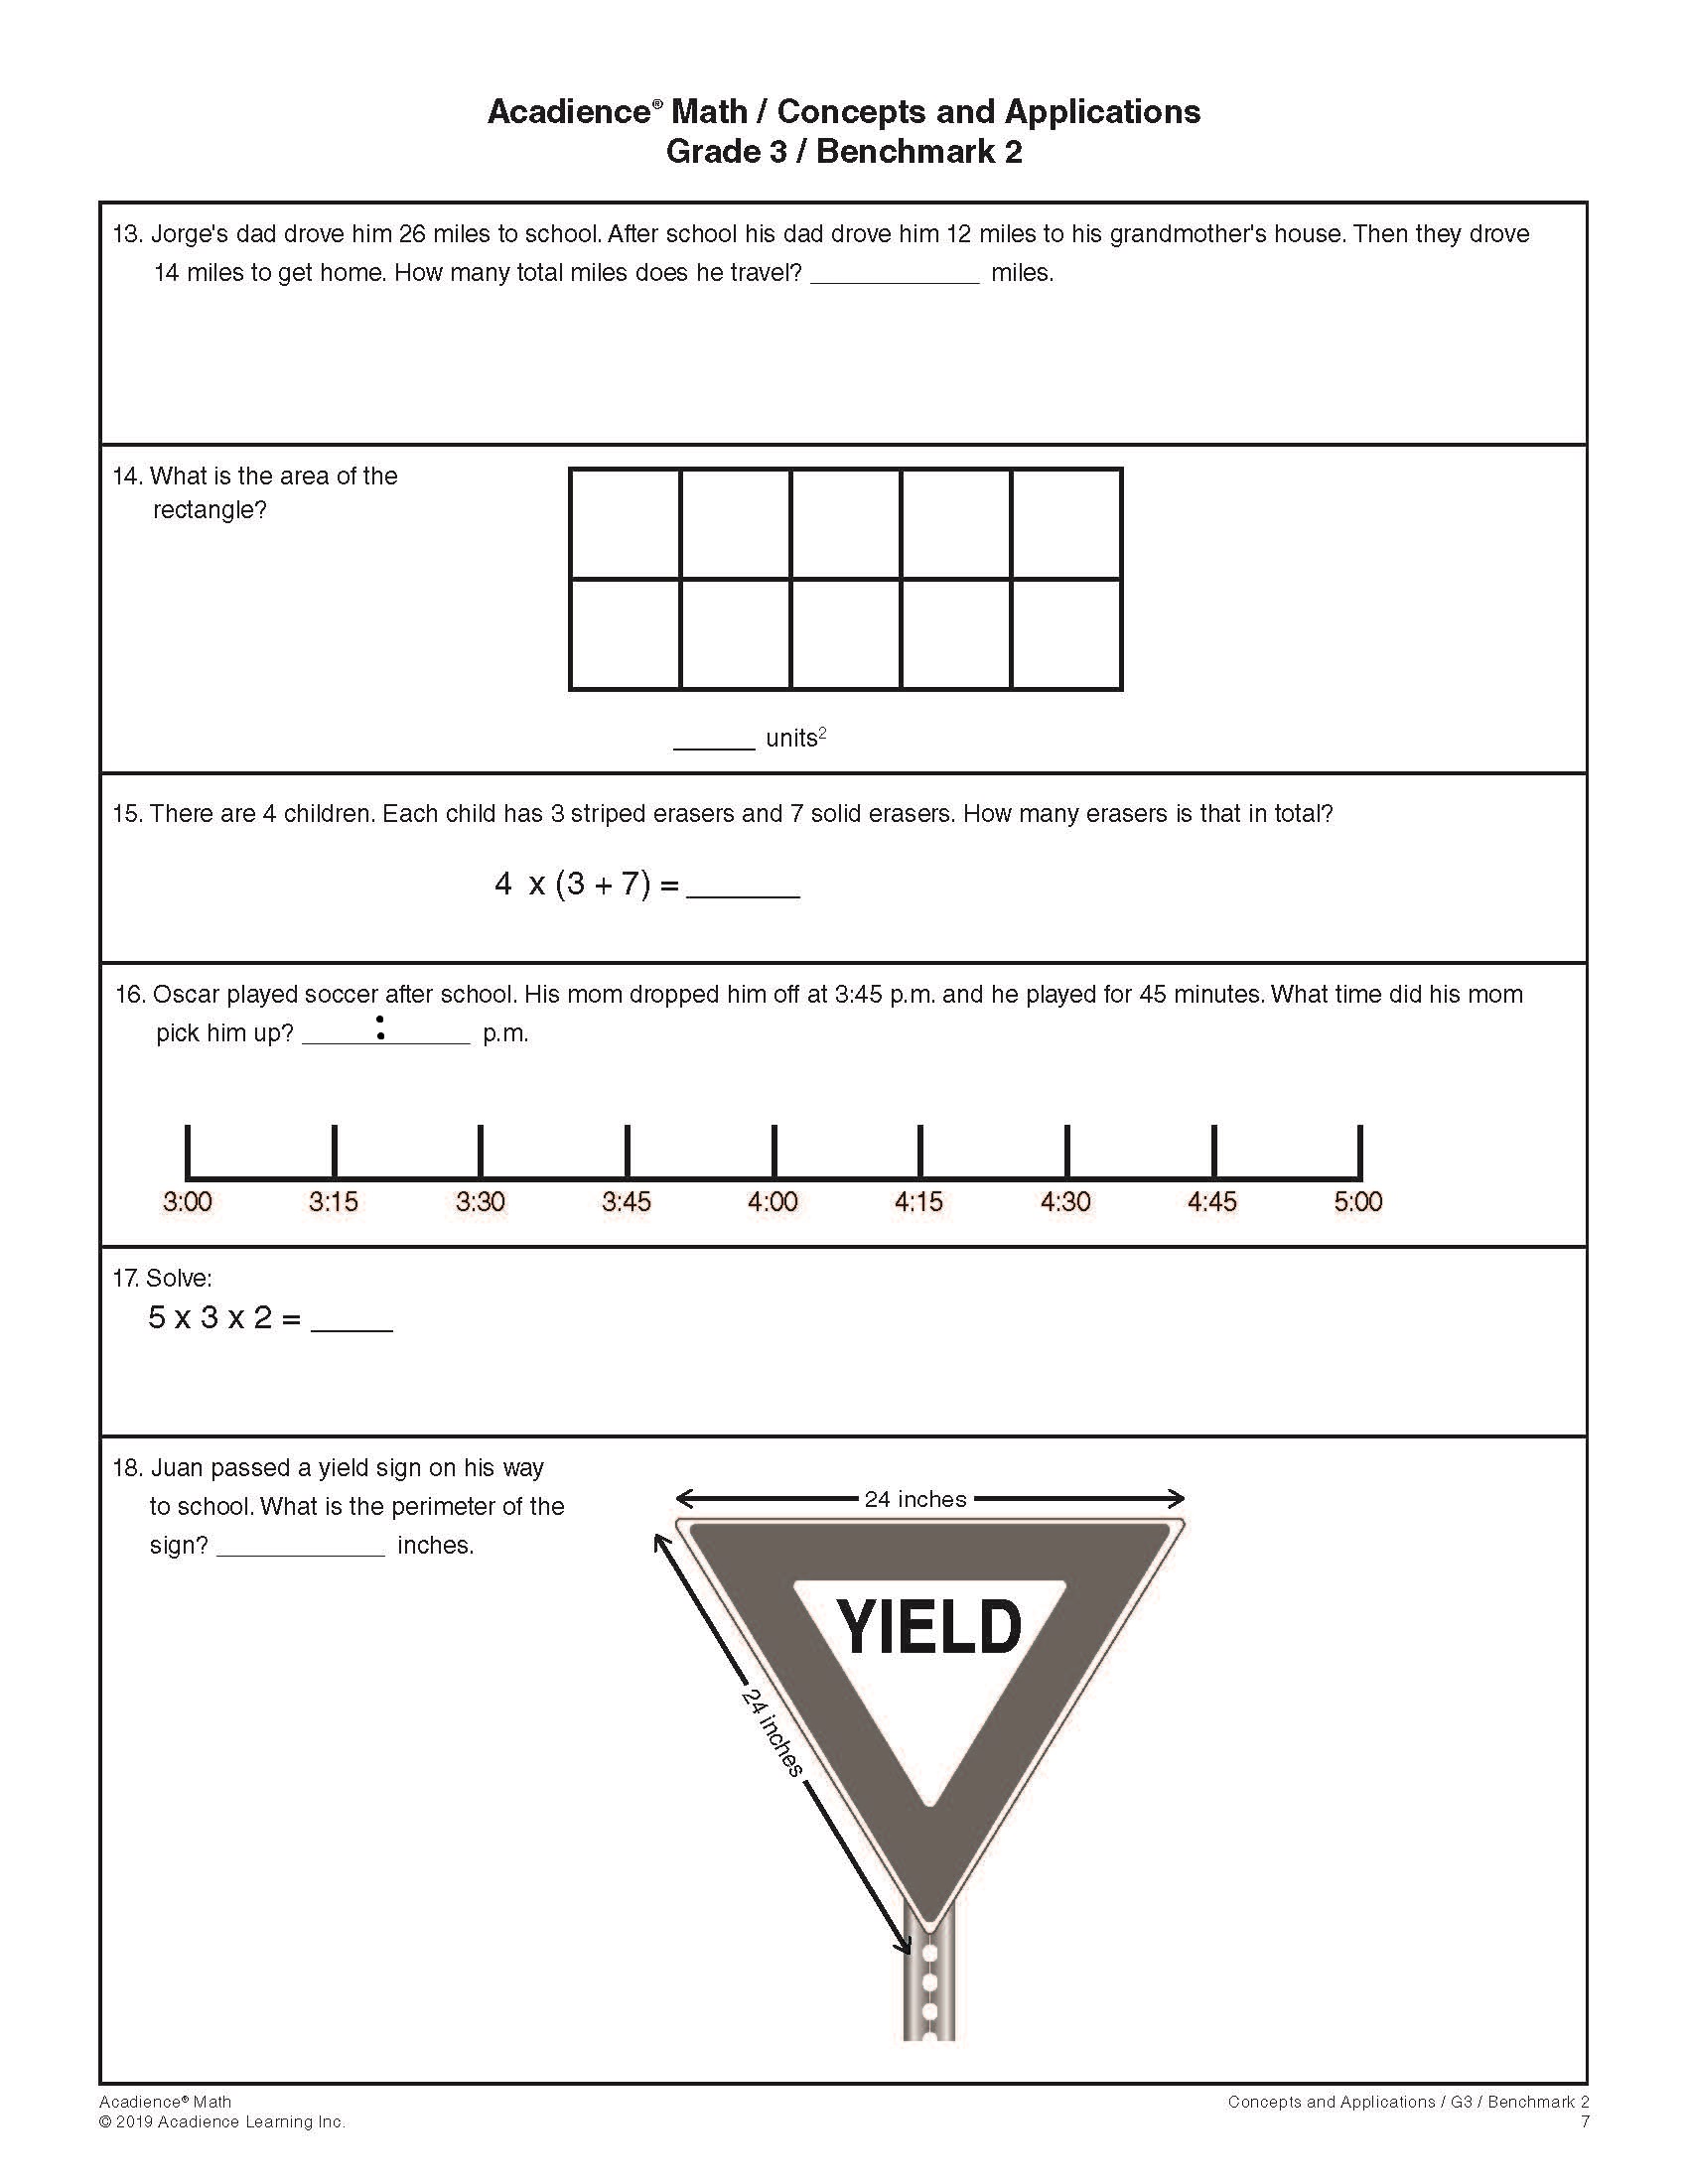 Acadience® Math / Concepts and Applications
Grade 3 / Benchmark 2
13. Jorge's dad drove him 26 miles to school. After school his dad drove him 12 miles to his grandmother's house. Then they drove
14 miles to get home. How many total miles does he travel? ____________ miles.
14. What is the area of the
rectangle?
______ units²
15. There are 4 children. Each child has 3 striped erasers and 7 solid erasers. How many erasers is that in total?
4 x (3 + 7) = ______
16. Oscar played soccer after school. His mom dropped him off at 3:45 p.m. and he played for 45 minutes. What time did his mom
pick him up? ______:______ p.m.
3:00 3:15 3:30 3:45 4:00 4:15 4:30 4:45 5:00
17. Solve:
5 x 3 x 2 = _____
18. Juan passed a yield sign on his way
to school. What is the perimeter of the
sign? ____________ inches.
24 inches
YIELD
24 inches
Acadience® Math
© 2019 Acadience Learning Inc.
Concepts and Applications / G3 / Benchmark 2
7